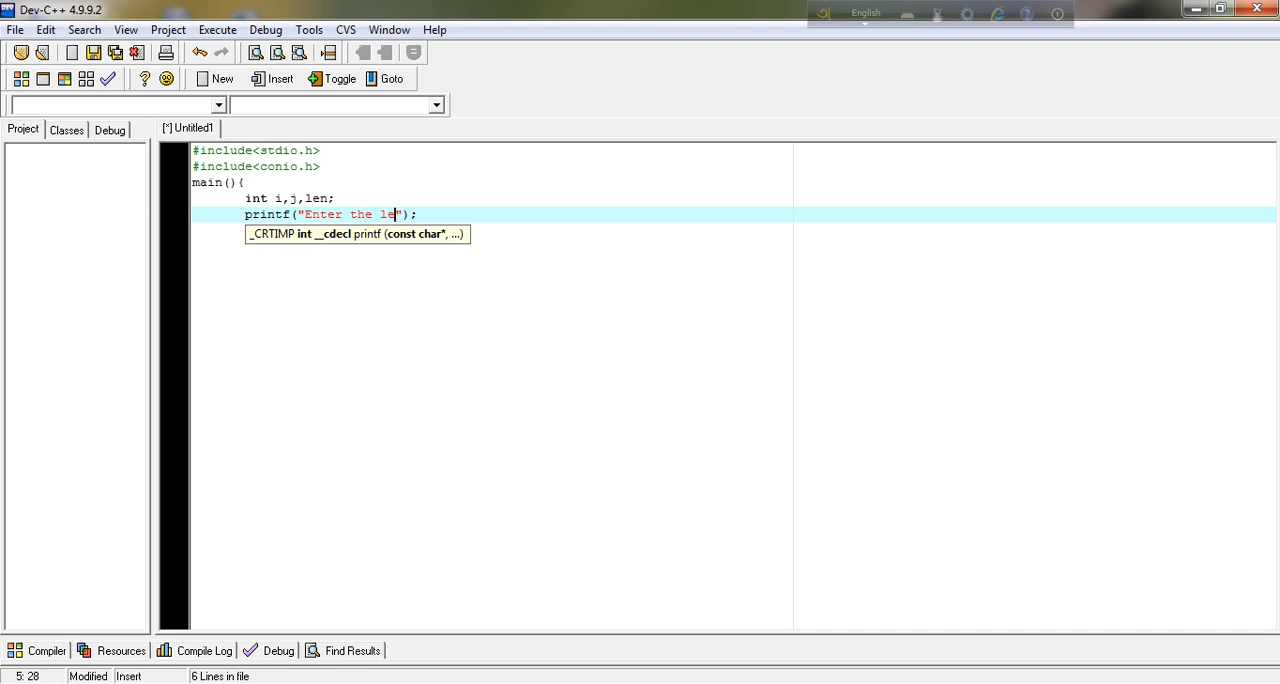 Dev-C++ 4.9.9.2
English
File Edit Search View Project Execute Debug Tools CVS Window Help
New Insert Toggle Goto
Project Classes Debug
[*] Untitled1
#include<stdio.h>
#include<conio.h>
main(){
int i,j,len;
printf("Enter the le");
_CRTIMP int __cdecl printf (const char*, ...)
Compiler Resources Compile Log Debug Find Results
5: 28 Modified Insert 6 Lines in file